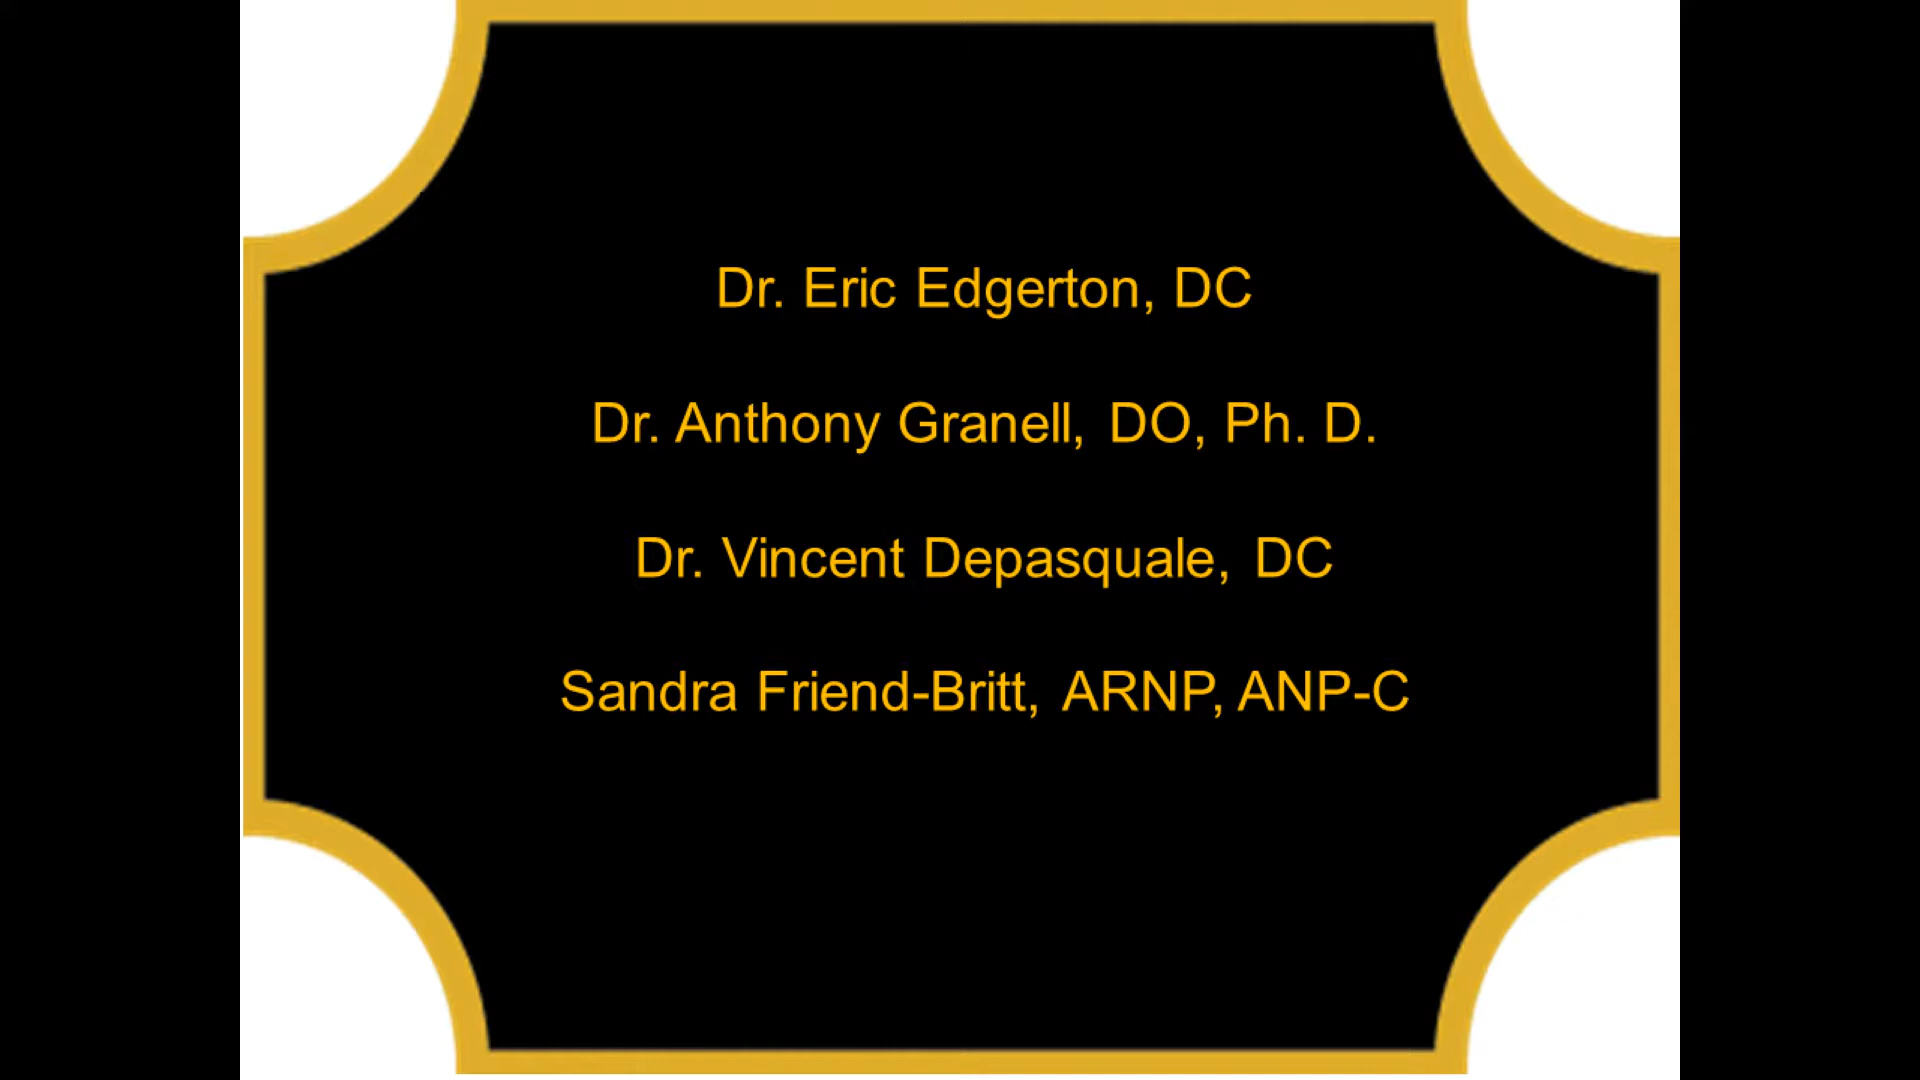 Dr. Eric Edgerton, DC
Dr. Anthony Granell, DO, Ph. D.
Dr. Vincent Depasquale, DC
Sandra Friend-Britt, ARNP, ANP-C